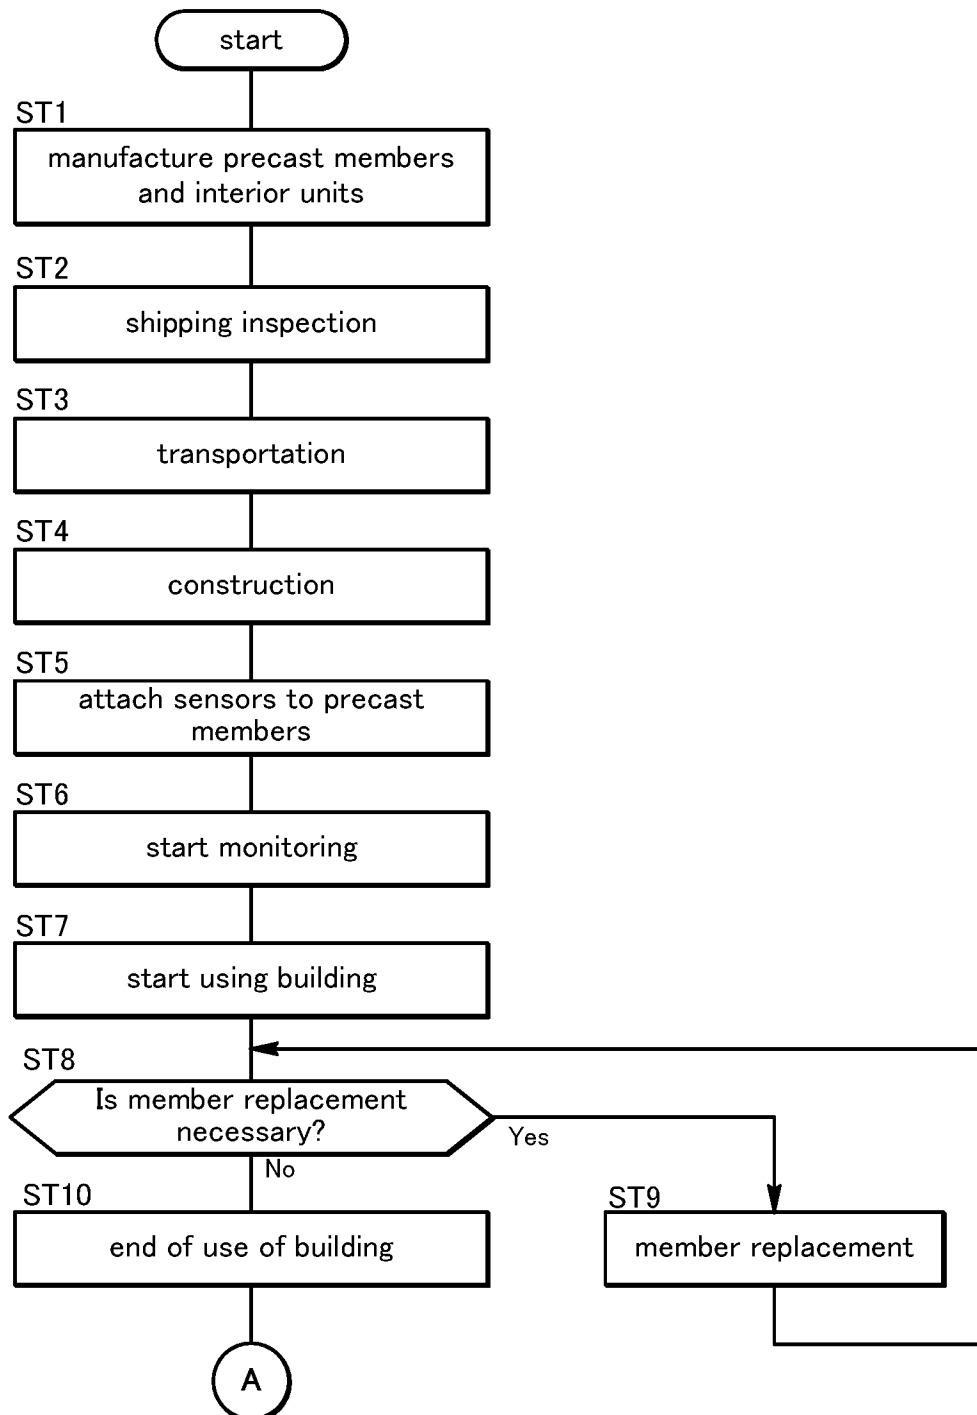 start
ST1
manufacture precast members
and interior units
ST2
shipping inspection
ST3
transportation
ST4
construction
ST5
attach sensors to precast
members
ST6
start monitoring
ST7
start using building
ST8
Is member replacement
necessary?
Yes
No
ST10
end of use of building
ST9
member replacement
A